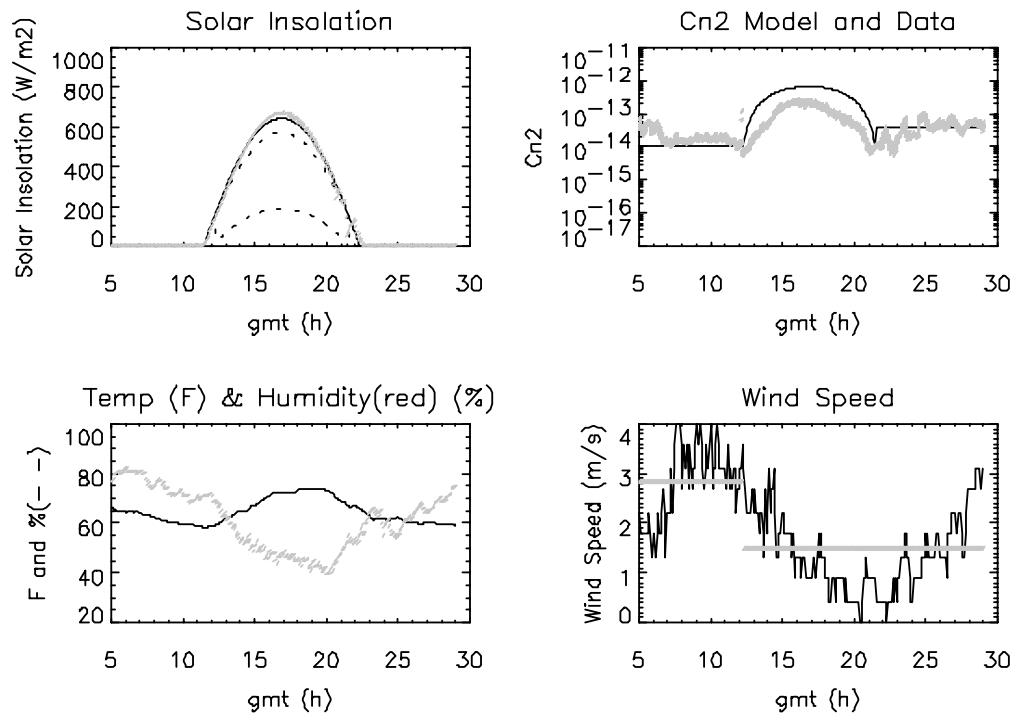 Solar Insolation
Solar Insolation (W/m2)
1000
800
600
400
200
0
5 10 15 20 25 30
gmt (h)
Cn2 Model and Data
Cn2
10-11
10-12
10-13
10-14
10-15
10-16
10-17
5 10 15 20 25 30
gmt (h)
Temp (F) & Humidity(red) (%)
F and %(- -)
100
80
60
40
20
5 10 15 20 25 30
gmt (h)
Wind Speed
Wind Speed (m/s)
4
3
2
1
0
5 10 15 20 25 30
gmt (h)